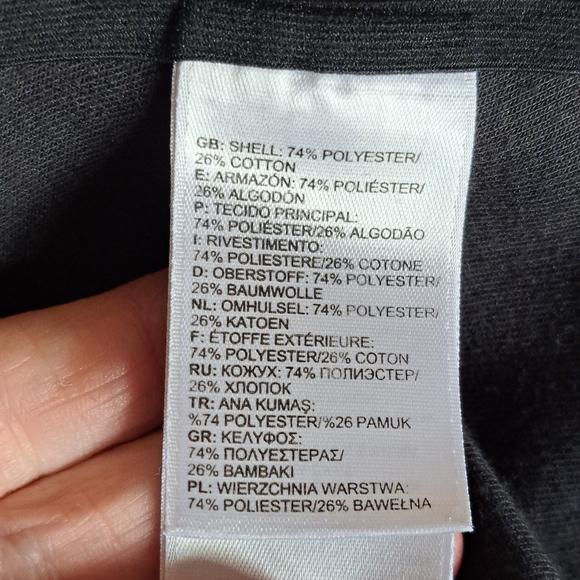 GB: SHELL: 74% POLYESTER/
26% COTTON
E: ARMAZÓN: 74% POLIÉSTER/
26% ALGODÓN
P: TECIDO PRINCIPAL:
74% POLIÉSTER/26% ALGODÃO
I: RIVESTIMENTO:
74% POLIESTERE/26% COTONE
D: OBERSTOFF: 74% POLYESTER/
26% BAUMWOLLE
NL: OMHULSEL: 74% POLYESTER/
26% KATOEN
F: ÉTOFFE EXTÉRIEURE:
74% POLYESTER/26% COTON
RU: КОЖУХ: 74% ПОЛИЭСТЕР/
26% ХЛОПОК
TR: ANA KUMAŞ:
%74 POLYESTER/%26 PAMUK
GR: ΚΕΛΥΦΟΣ:
74% ΠΟΛΥΕΣΤΕΡΑΣ/
26% ΒΑΜΒΑΚΙ
PL: WIERZCHNIA WARSTWA:
74% POLIESTER/26% BAWEŁNA